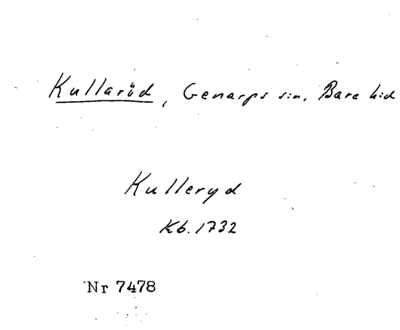 Kullaröd, Genarps sn, Bara hd
Kulleryd
Kb. 1732
Nr 7478